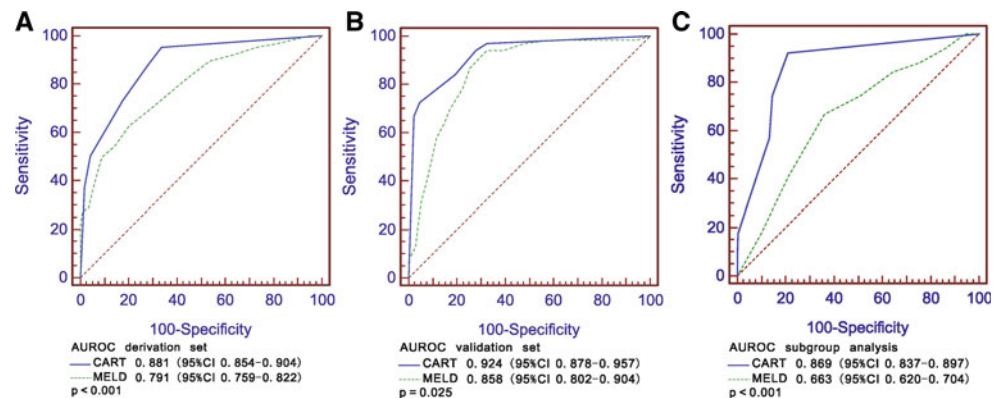 A
100
80
60
40
20
0
Sensitivity
0 20 40 60 80 100
100-Specificity
AUROC derivation set
CART 0.881 (95%CI 0.854-0.904)
MELD 0.791 (95%CI 0.759-0.822)
p<0.001
B
100
80
60
40
20
0
Sensitivity
0 20 40 60 80 100
100-Specificity
AUROC validation set
CART 0.924 (95%CI 0.878-0.957)
MELD 0.858 (95%CI 0.802-0.904)
p=0.025
C
100
80
60
40
20
0
Sensitivity
0 20 40 60 80 100
100-Specificity
AUROC subgroup analysis
CART 0.869 (95%CI 0.837-0.897)
MELD 0.663 (95%CI 0.620-0.704)
p<0.001